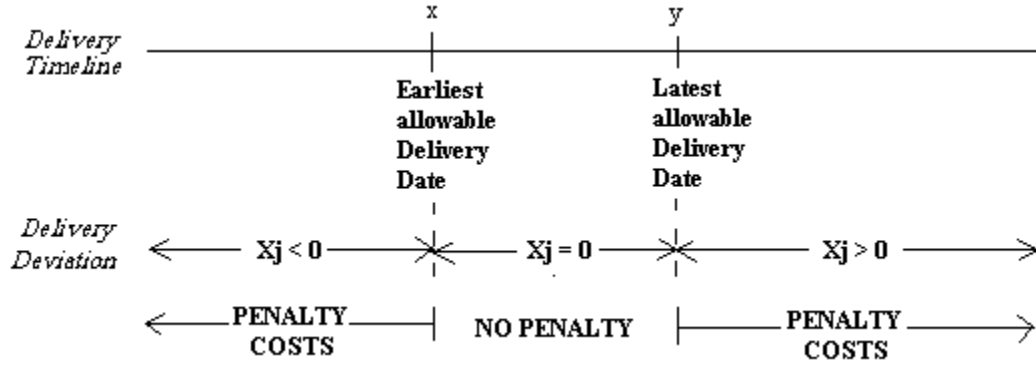 x y
Delivery
Timeline
Earliest
allowable
Delivery
Date
Latest
allowable
Delivery
Date
Delivery
Deviation
Xj < 0 Xj = 0 Xj > 0
PENALTY
COSTS
NO PENALTY
PENALTY
COSTS